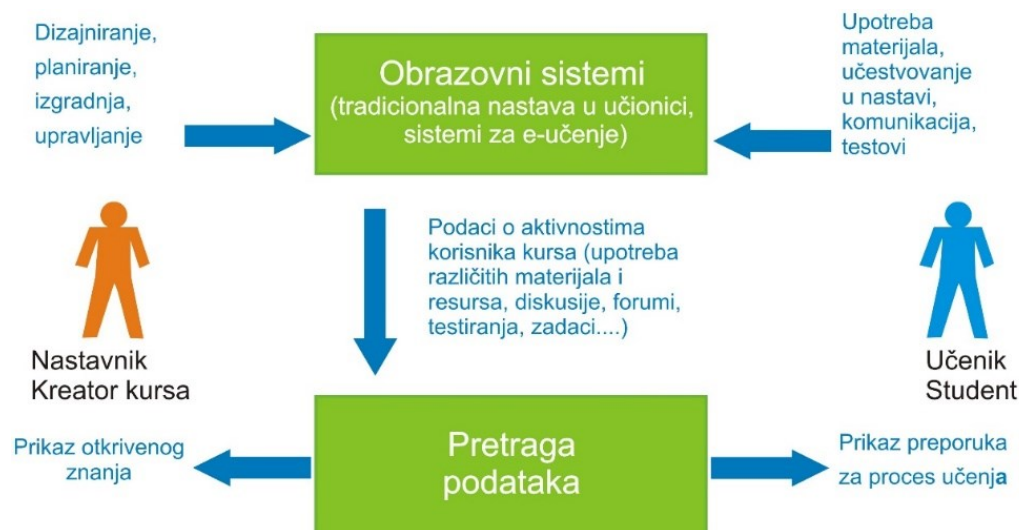 Dizajniranje,
planiranje,
izgradnja,
upravljanje
Obrazovni sistemi
(tradicionalna nastava u učionici,
sistemi za e-učenje)
Upotreba
materijala,
učestvovanje
u nastavi,
komunikacija,
testovi
Podaci o aktivnostima
korisnika kursa (upotreba
različitih materijala i
resursa, diskusije, forumi,
testiranja, zadaci....)
Nastavnik
Kreator kursa
Učenik
Student
Prikaz otkrivenog
znanja
Pretraga
podataka
Prikaz preporuka
za proces učenja